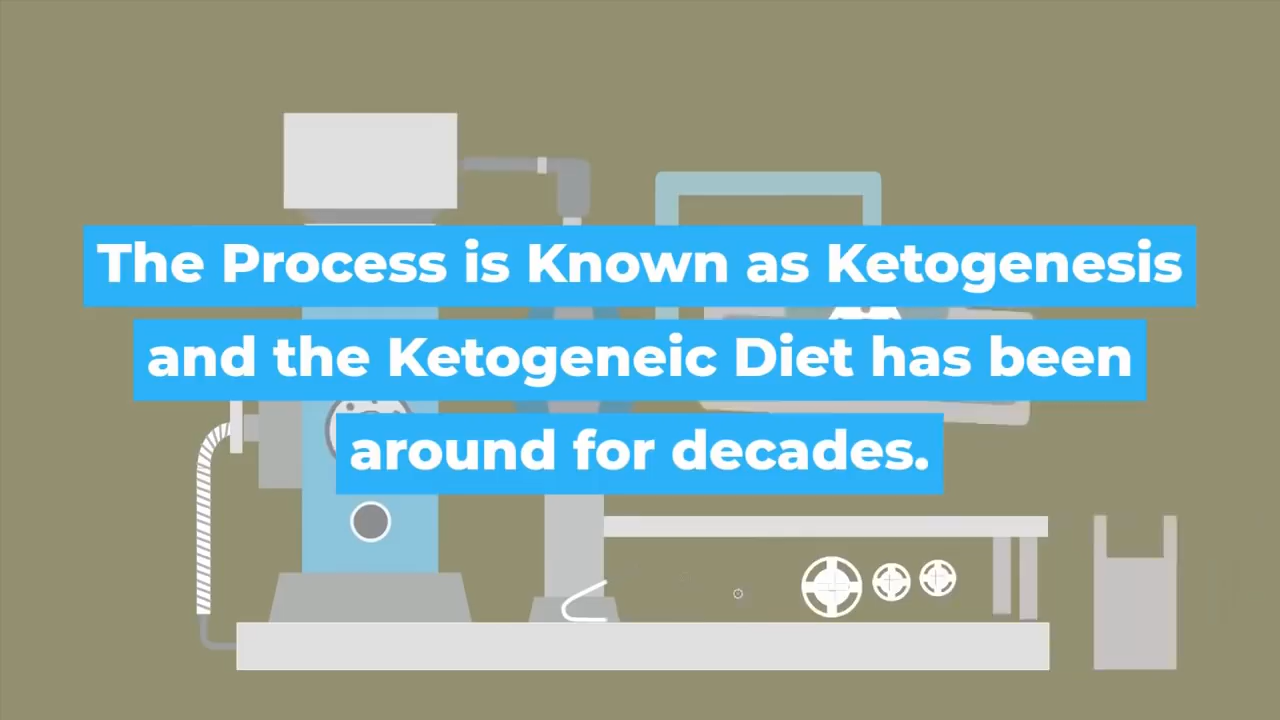 The Process is Known as Ketogenesis
and the Ketogeneic Diet has been
around for decades.